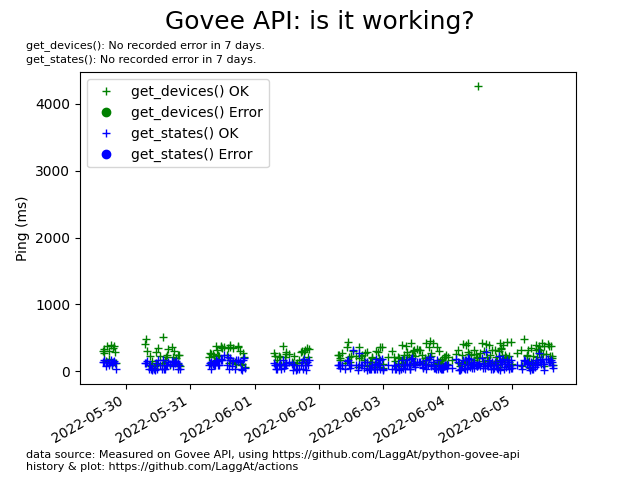 Govee API: is it working?
get_devices(): No recorded error in 7 days.
get_states(): No recorded error in 7 days.
get_devices() OK
get_devices() Error
get_states() OK
get_states() Error
Ping (ms)
4000
3000
2000
1000
0
2022-05-30
2022-05-31
2022-06-01
2022-06-02
2022-06-03
2022-06-04
2022-06-05
data source: Measured on Govee API, using https://github.com/LaggAt/python-govee-api
history & plot: https://github.com/LaggAt/actions